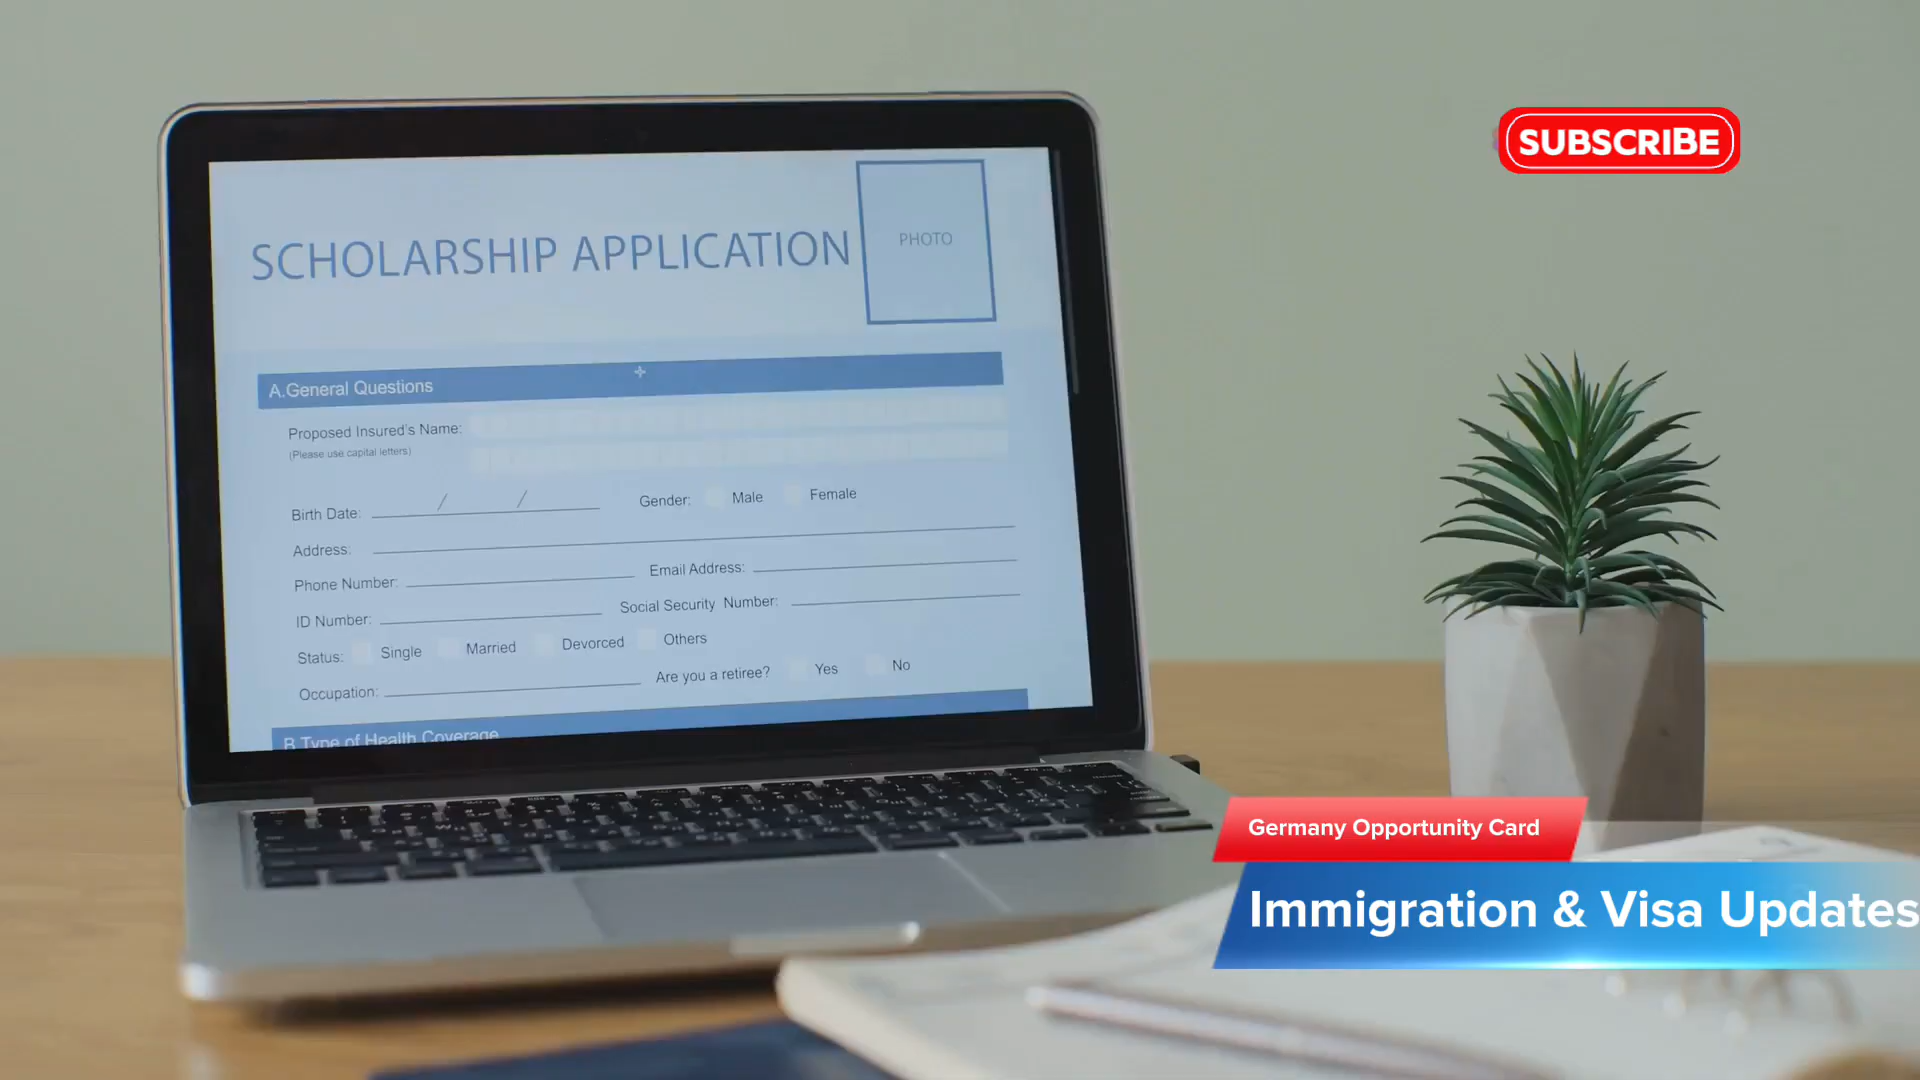 SUBSCRIBE
SCHOLARSHIP APPLICATION
PHOTO
A.General Questions
Proposed Insured's Name:
(Please use capital letters)
Birth Date: / / Gender: Male Female
Address:
Phone Number: Email Address:
ID Number: Social Security Number:
Status: Single Married Devorced Others
Occupation: Are you a retiree? Yes No
B.Type of Health Coverage
Germany Opportunity Card
Immigration & Visa Updates